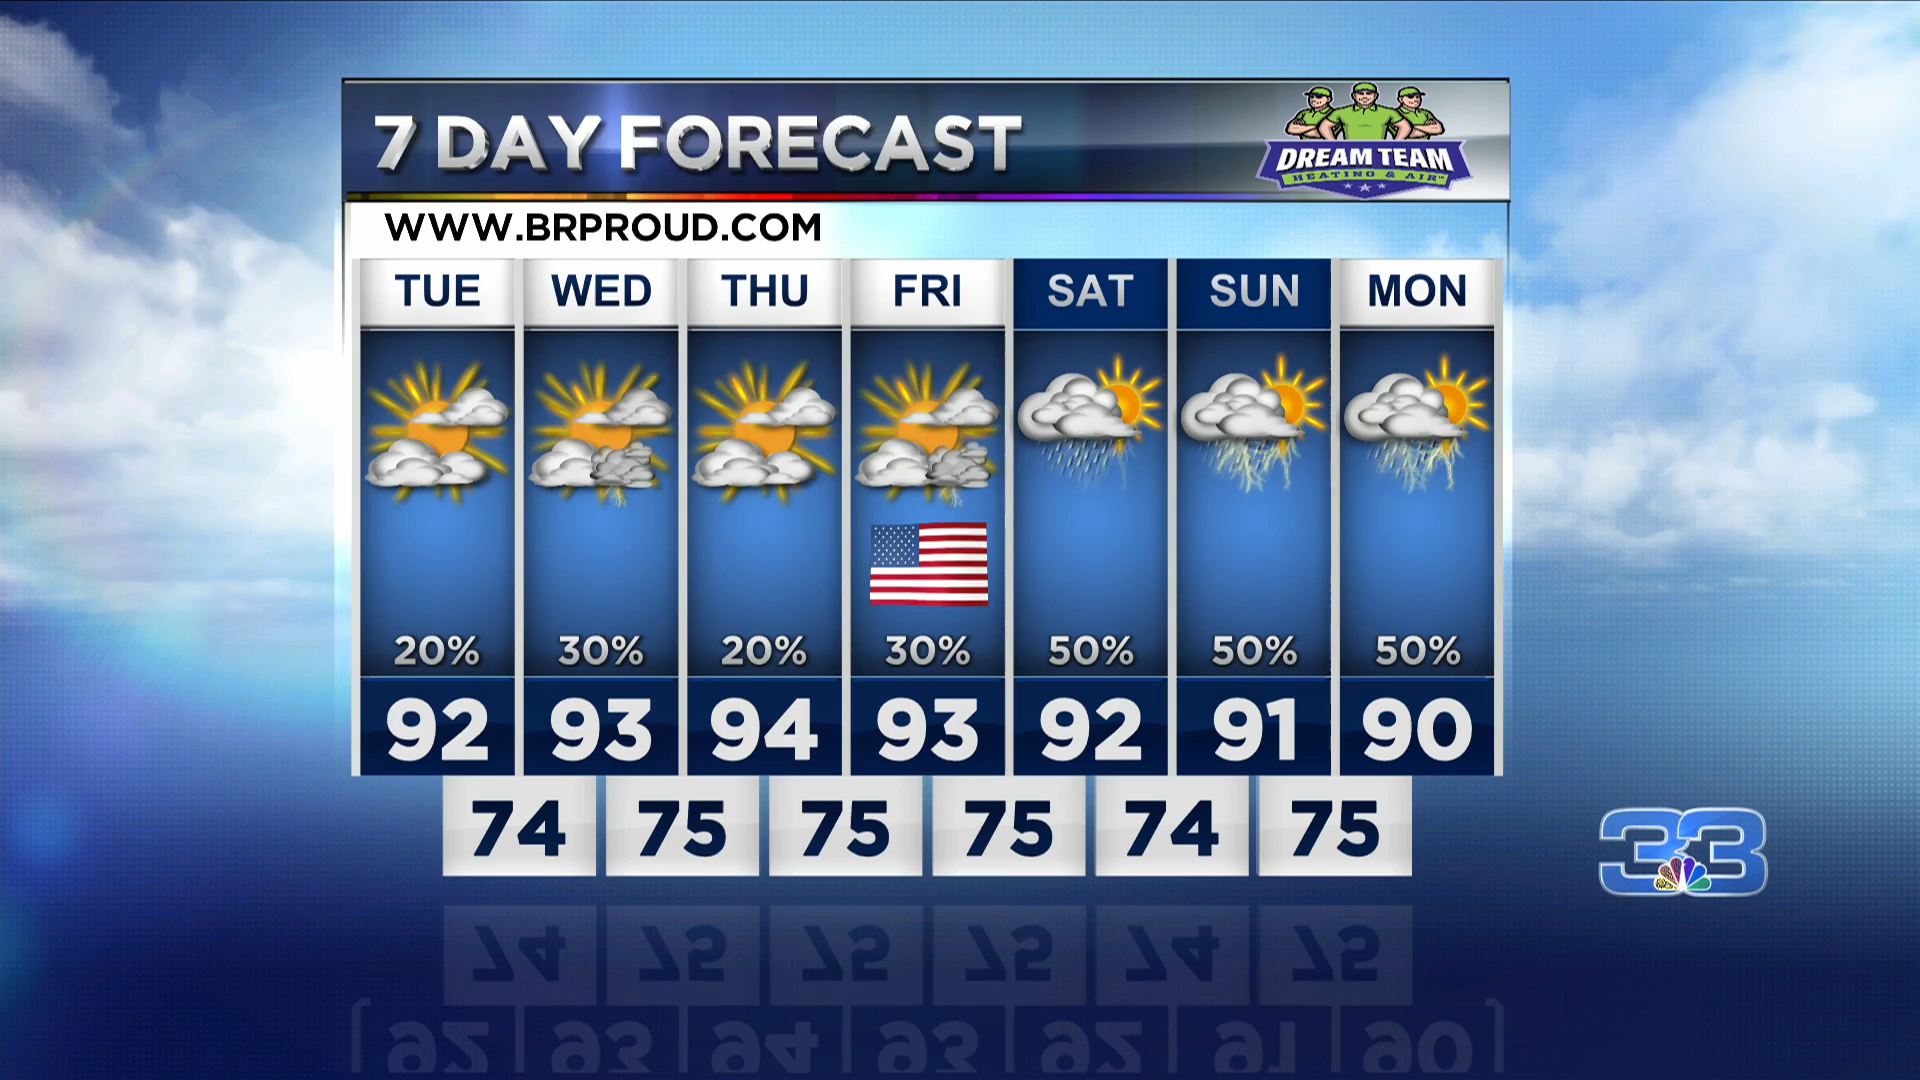 7 DAY FORECAST
DREAM TEAM
HEATING & AIR
WWW.BRPROUD.COM
TUE WED THU FRI SAT SUN MON
20% 30% 20% 30% 50% 50% 50%
92 93 94 93 92 91 90
74 75 75 75 74 75
33